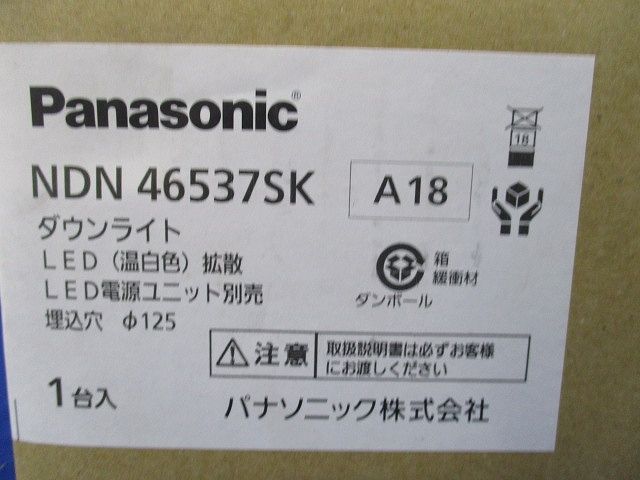 Panasonic®
NDN 46537SK
A18
18
ダウンライト
LED（温白色）拡散
LED電源ユニット別売
埋込穴 φ125
箱
緩衝材
ダンボール
注意
取扱説明書は必ずお客様
にお渡しください
1台入
パナソニック株式会社